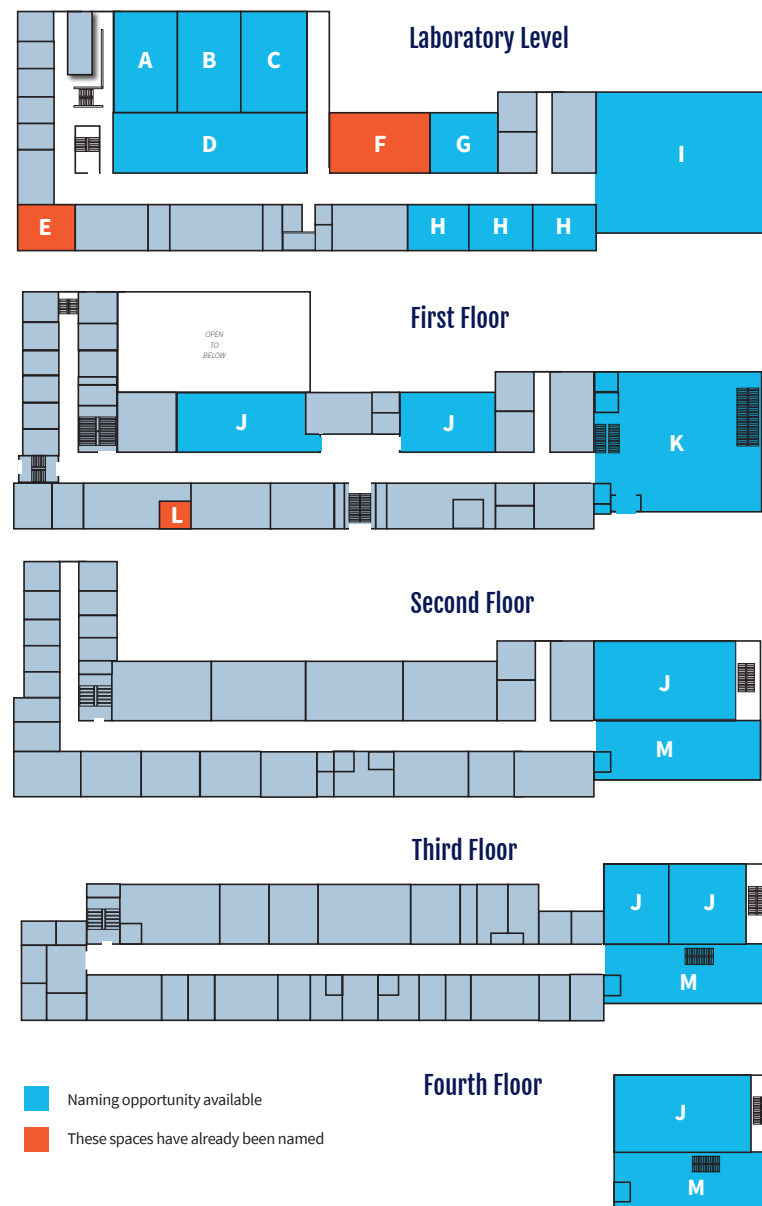 Laboratory Level
A B C
D
F G
I
E
H H H
First Floor
OPEN
TO
BELOW
J J
K
L
Second Floor
J
M
Third Floor
J J
M
Fourth Floor
Naming opportunity available
J
These spaces have already been named
M